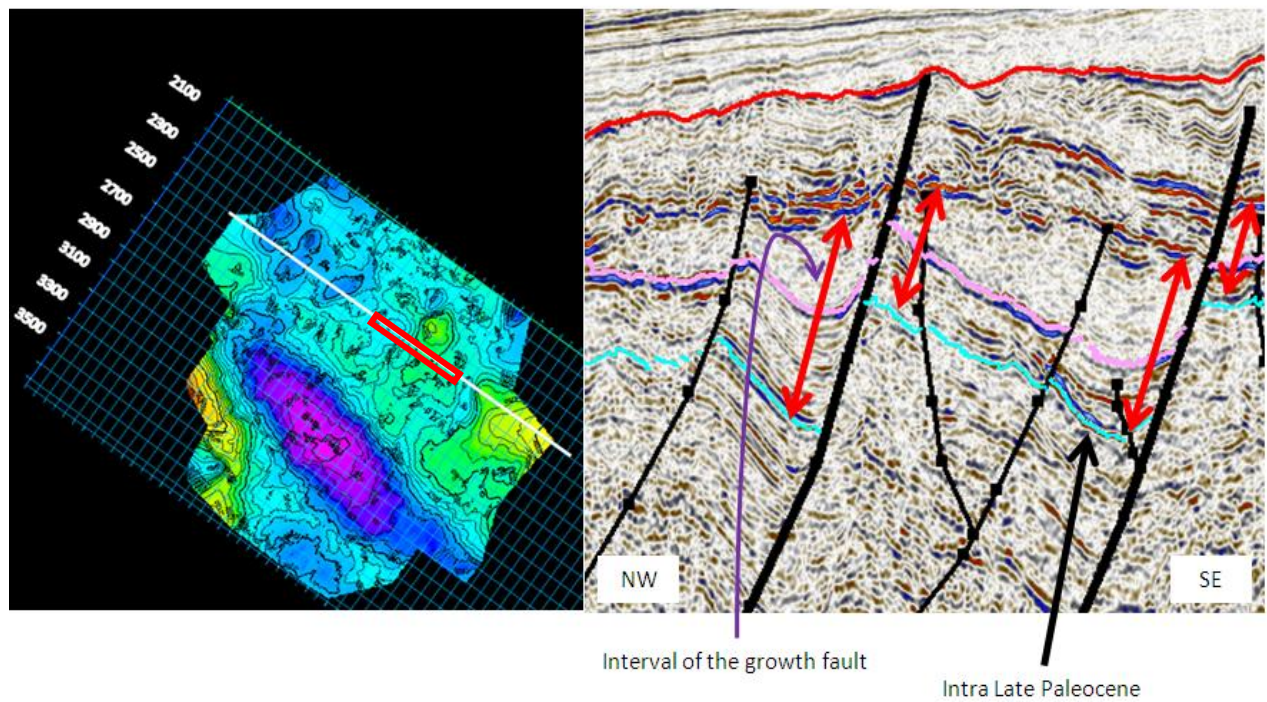 2100
2300
2500
2700
2900
3100
3300
3500
NW
SE
Interval of the growth fault
Intra Late Paleocene